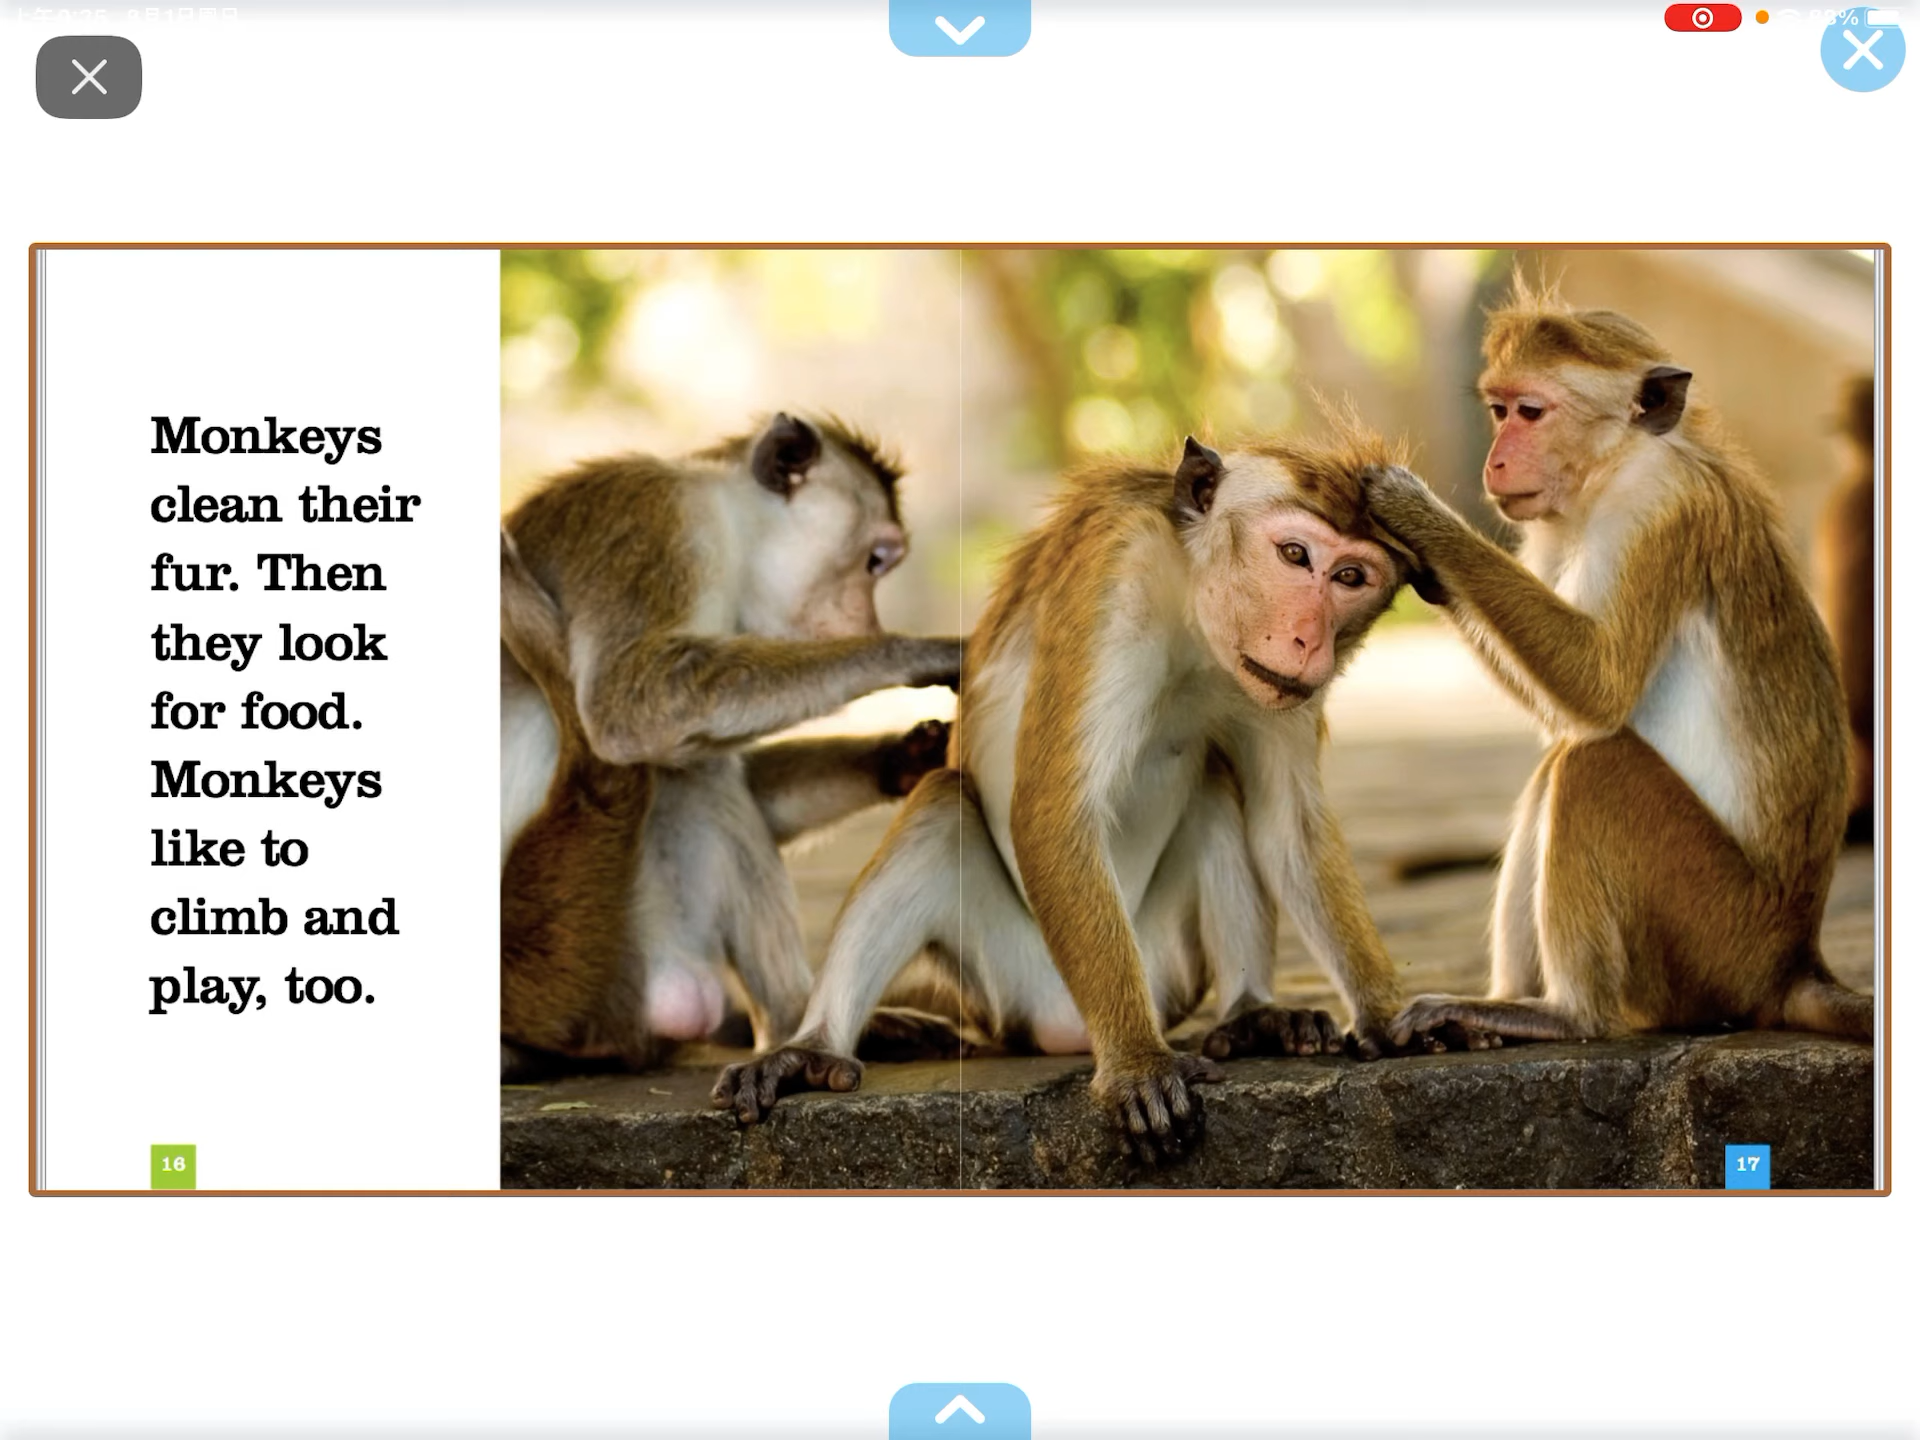 Monkeys
clean their
fur. Then
they look
for food.
Monkeys
like to
climb and
play, too.
16
17